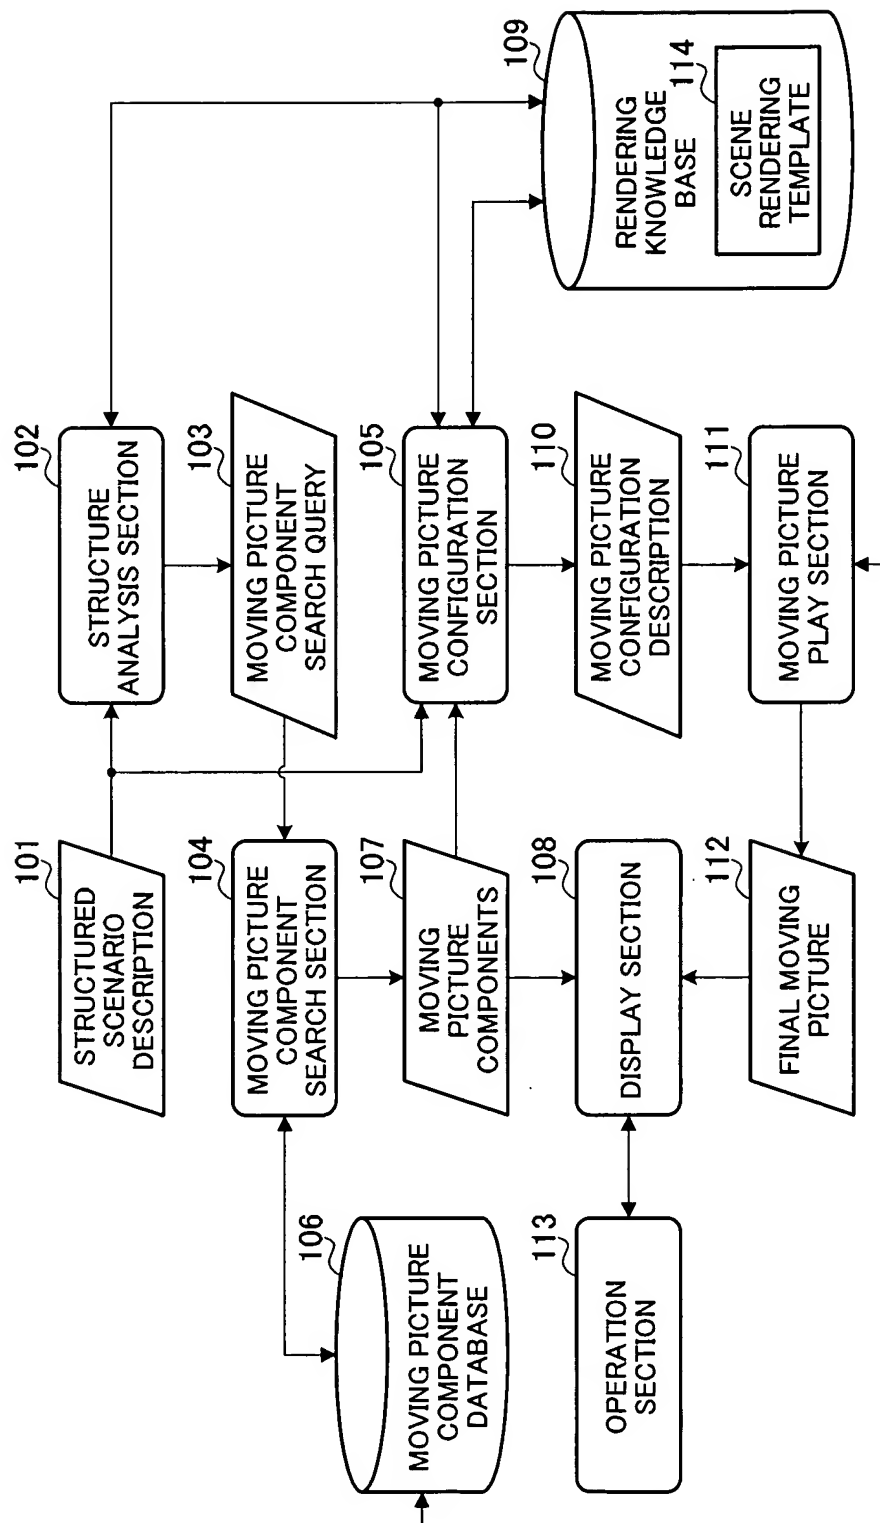 101
STRUCTURED
SCENARIO
DESCRIPTION
102
STRUCTURE
ANALYSIS SECTION
103
MOVING PICTURE
COMPONENT
SEARCH QUERY
104
MOVING PICTURE
COMPONENT
SEARCH SECTION
105
MOVING PICTURE
CONFIGURATION
SECTION
106
MOVING PICTURE
COMPONENT
DATABASE
107
MOVING
PICTURE
COMPONENTS
108
DISPLAY SECTION
109
RENDERING
KNOWLEDGE
BASE
114
SCENE
RENDERING
TEMPLATE
110
MOVING PICTURE
CONFIGURATION
DESCRIPTION
111
MOVING PICTURE
PLAY SECTION
112
FINAL MOVING
PICTURE
113
OPERATION
SECTION